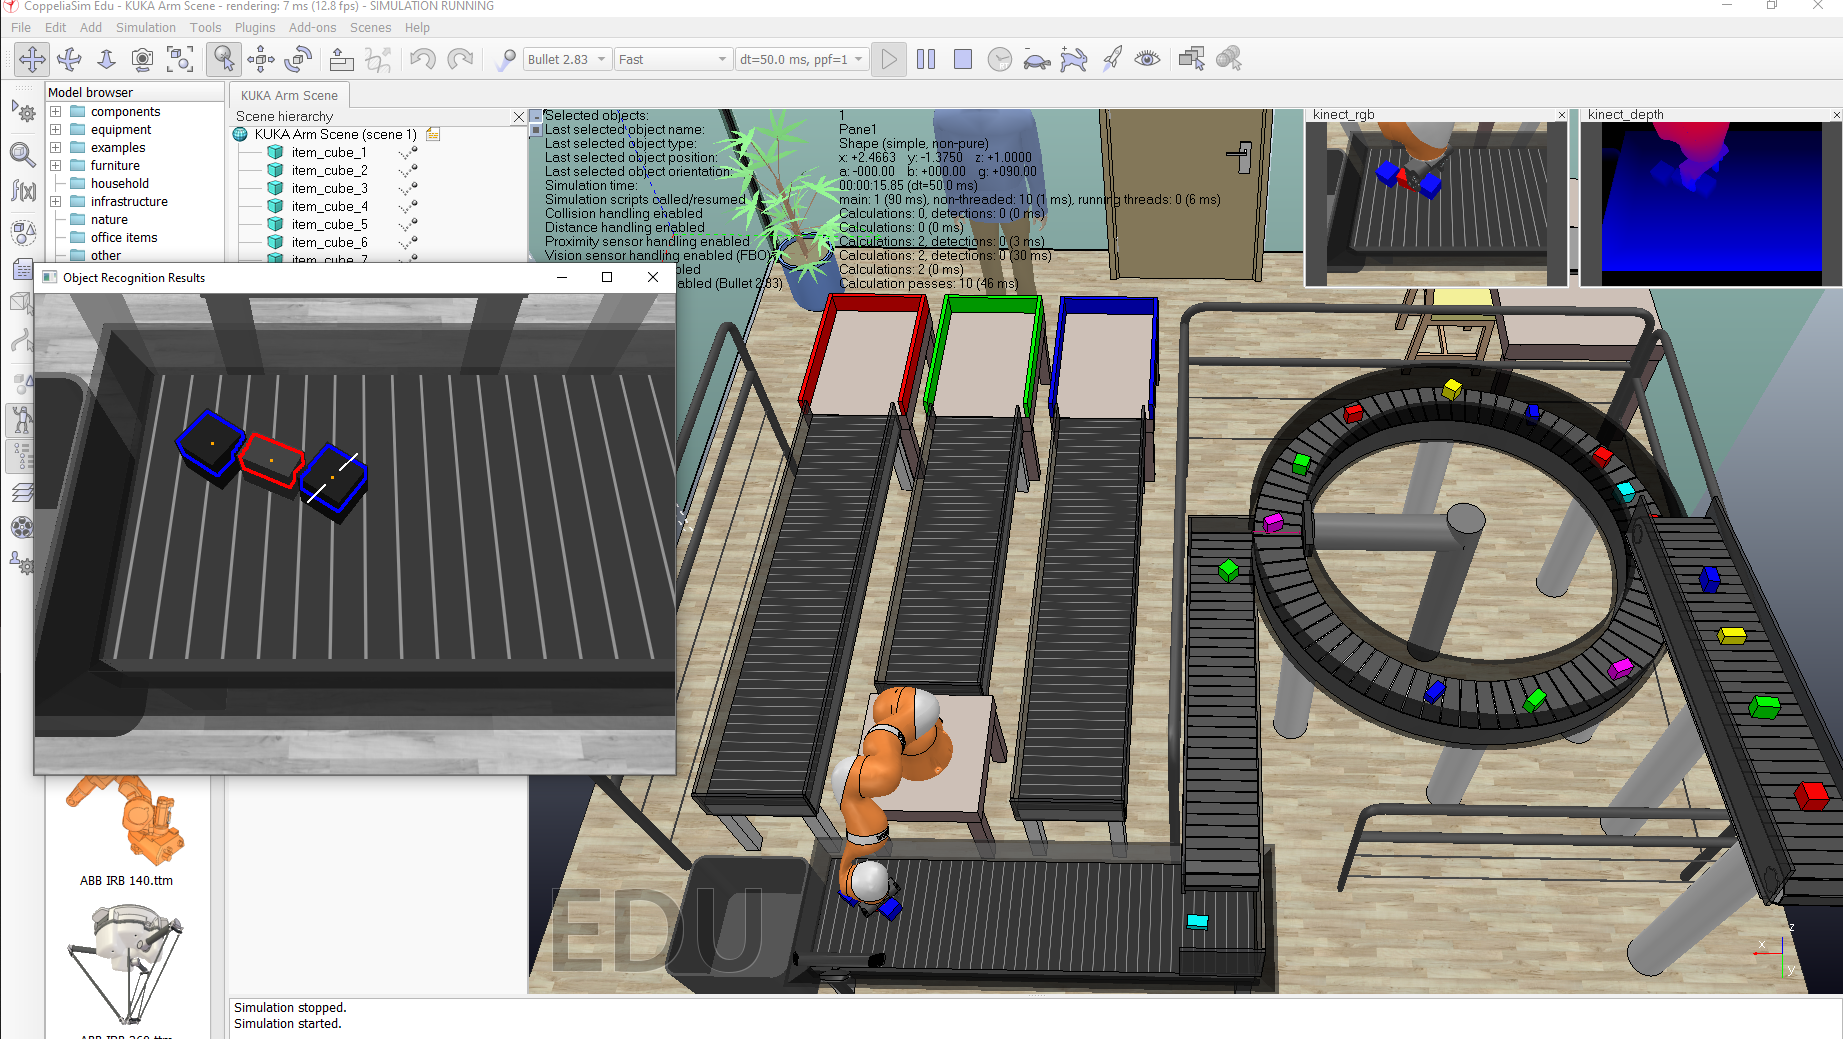 CoppeliaSim Edu - KUKA Arm Scene - rendering: 7 ms (12.8 fps) - SIMULATION RUNNING
File Edit Add Simulation Tools Plugins Add-ons Scenes Help
Bullet 2.83 Fast dt=50.0 ms, ppf=1
Model browser
components
equipment
examples
furniture
household
infrastructure
nature
office items
other
KUKA Arm Scene
Scene hierarchy
KUKA Arm Scene (scene 1)
item_cube_1
item_cube_2
item_cube_3
item_cube_4
item_cube_5
item_cube_6
item_cube_7
Selected objects: 1
Last selected object name: Pane1
Last selected object type: Shape (simple, non-pure)
Last selected object position: x: +2.4663 y: -1.3750 z: +1.0000
Last selected object orientation: a: -000.00 b: +000.00 g: +090.00
Simulation time: 00:00:15.85 (dt=50.0 ms)
Simulation scripts called/resumed main: 1 (90 ms), non-threaded: 10 (1 ms), running threads: 0 (6 ms)
Collision handling enabled Calculations: 0, detections: 0 (0 ms)
Distance handling enabled Calculations: 0 (0 ms)
Proximity sensor handling enabled Calculations: 2, detections: 0 (3 ms)
Vision sensor handling enabled (FBO) Calculations: 2, detections: 0 (30 ms)
Calculations: 2 (0 ms)
(Bullet 2.83) Calculation passes: 10 (46 ms)
kinect_rgb
kinect_depth
Object Recognition Results
ABB IRB 140.ttm
ABB IRB 360.ttm
EDU
x
z
y
Simulation stopped.
Simulation started.